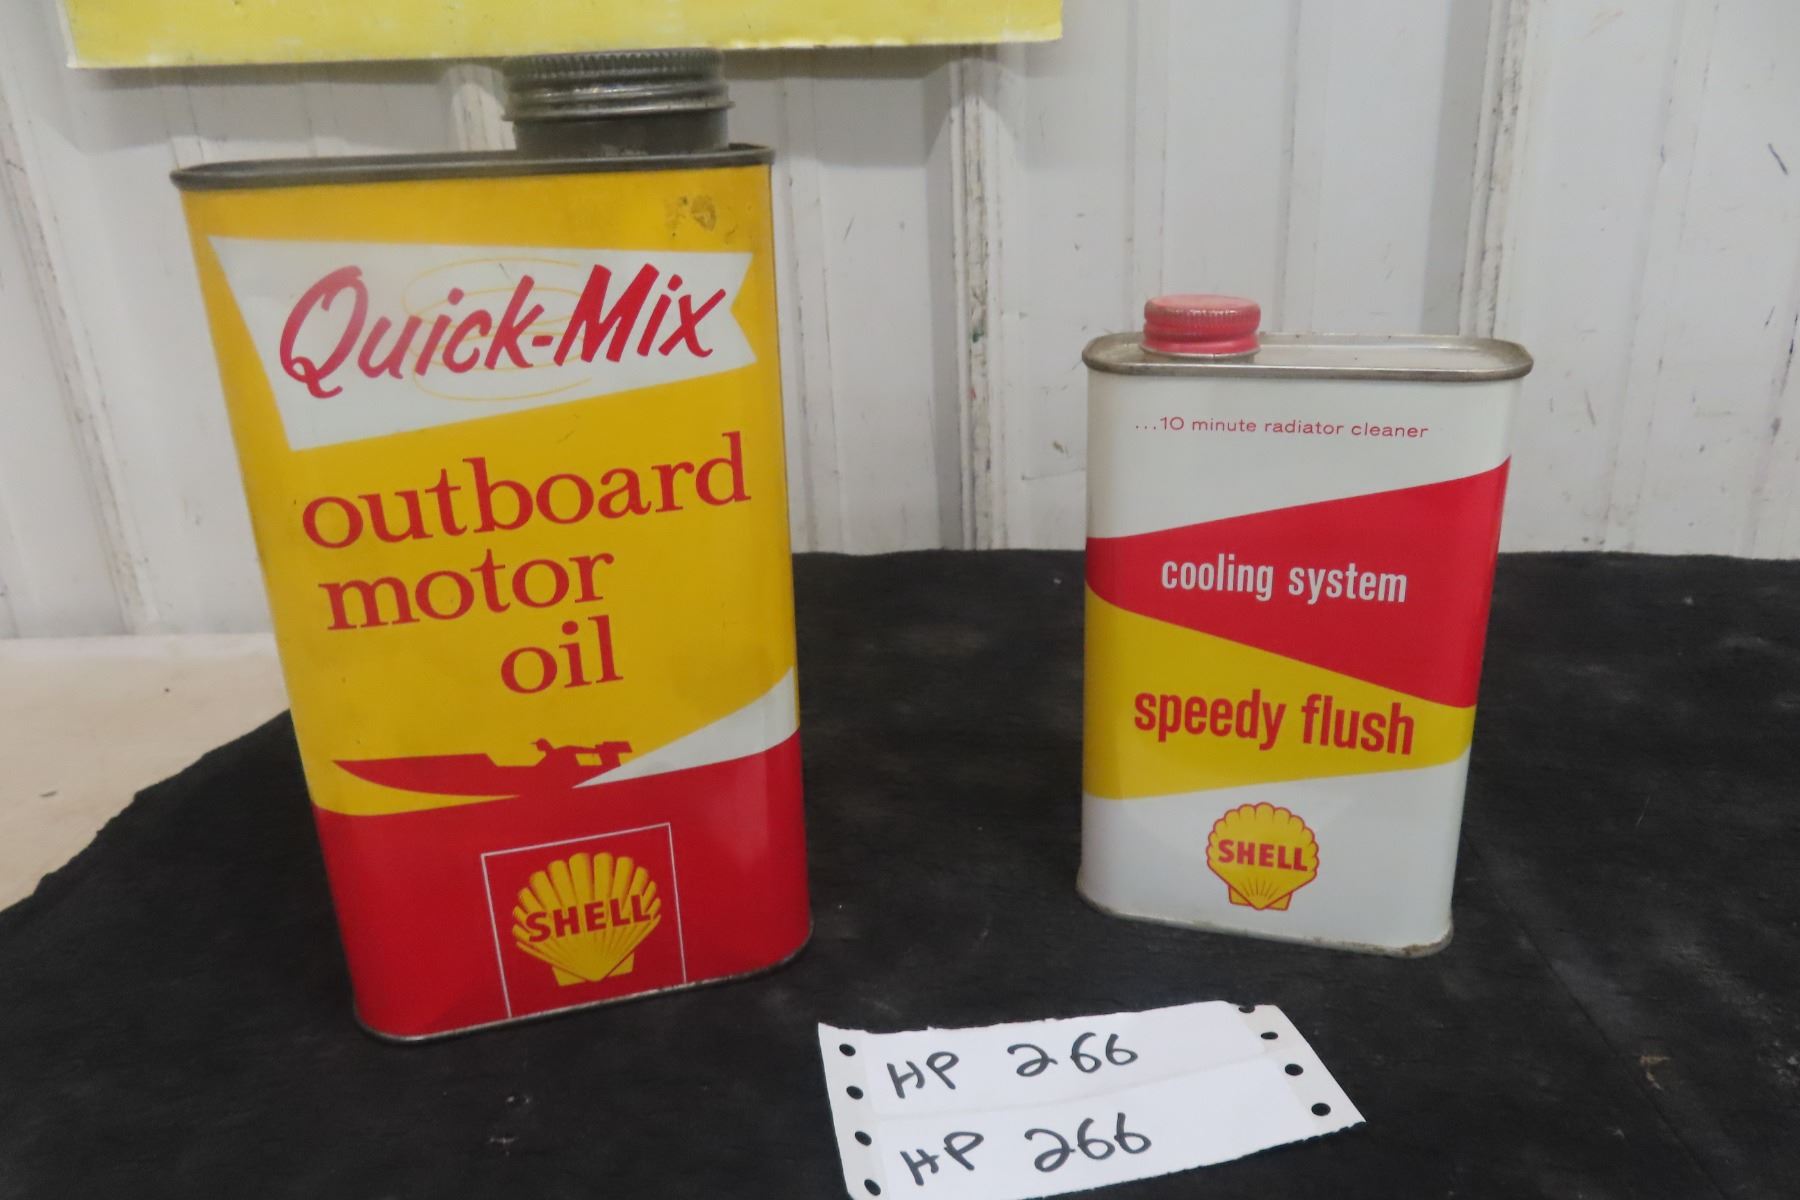 Quick-Mix
outboard
motor
oil
SHELL
...10 minute radiator cleaner
cooling system
speedy flush
SHELL
HP 266
HP 266